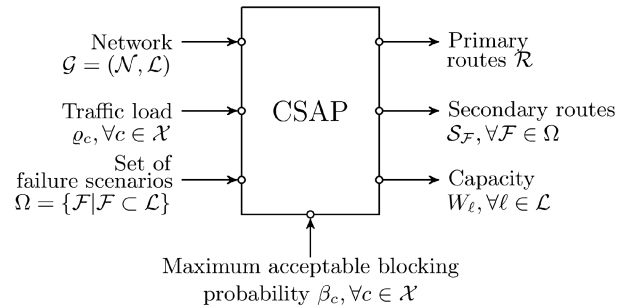 Network
𝒢 = (𝒩, ℒ)
Traffic load
ϱ_c, ∀c ∈ 𝒳
Set of
failure scenarios
Ω = {ℱ|ℱ ⊂ ℒ}
CSAP
Primary
routes ℛ
Secondary routes
𝒮_ℱ, ∀ℱ ∈ Ω
Capacity
W_ℓ, ∀ℓ ∈ ℒ
Maximum acceptable blocking
probability β_c, ∀c ∈ 𝒳